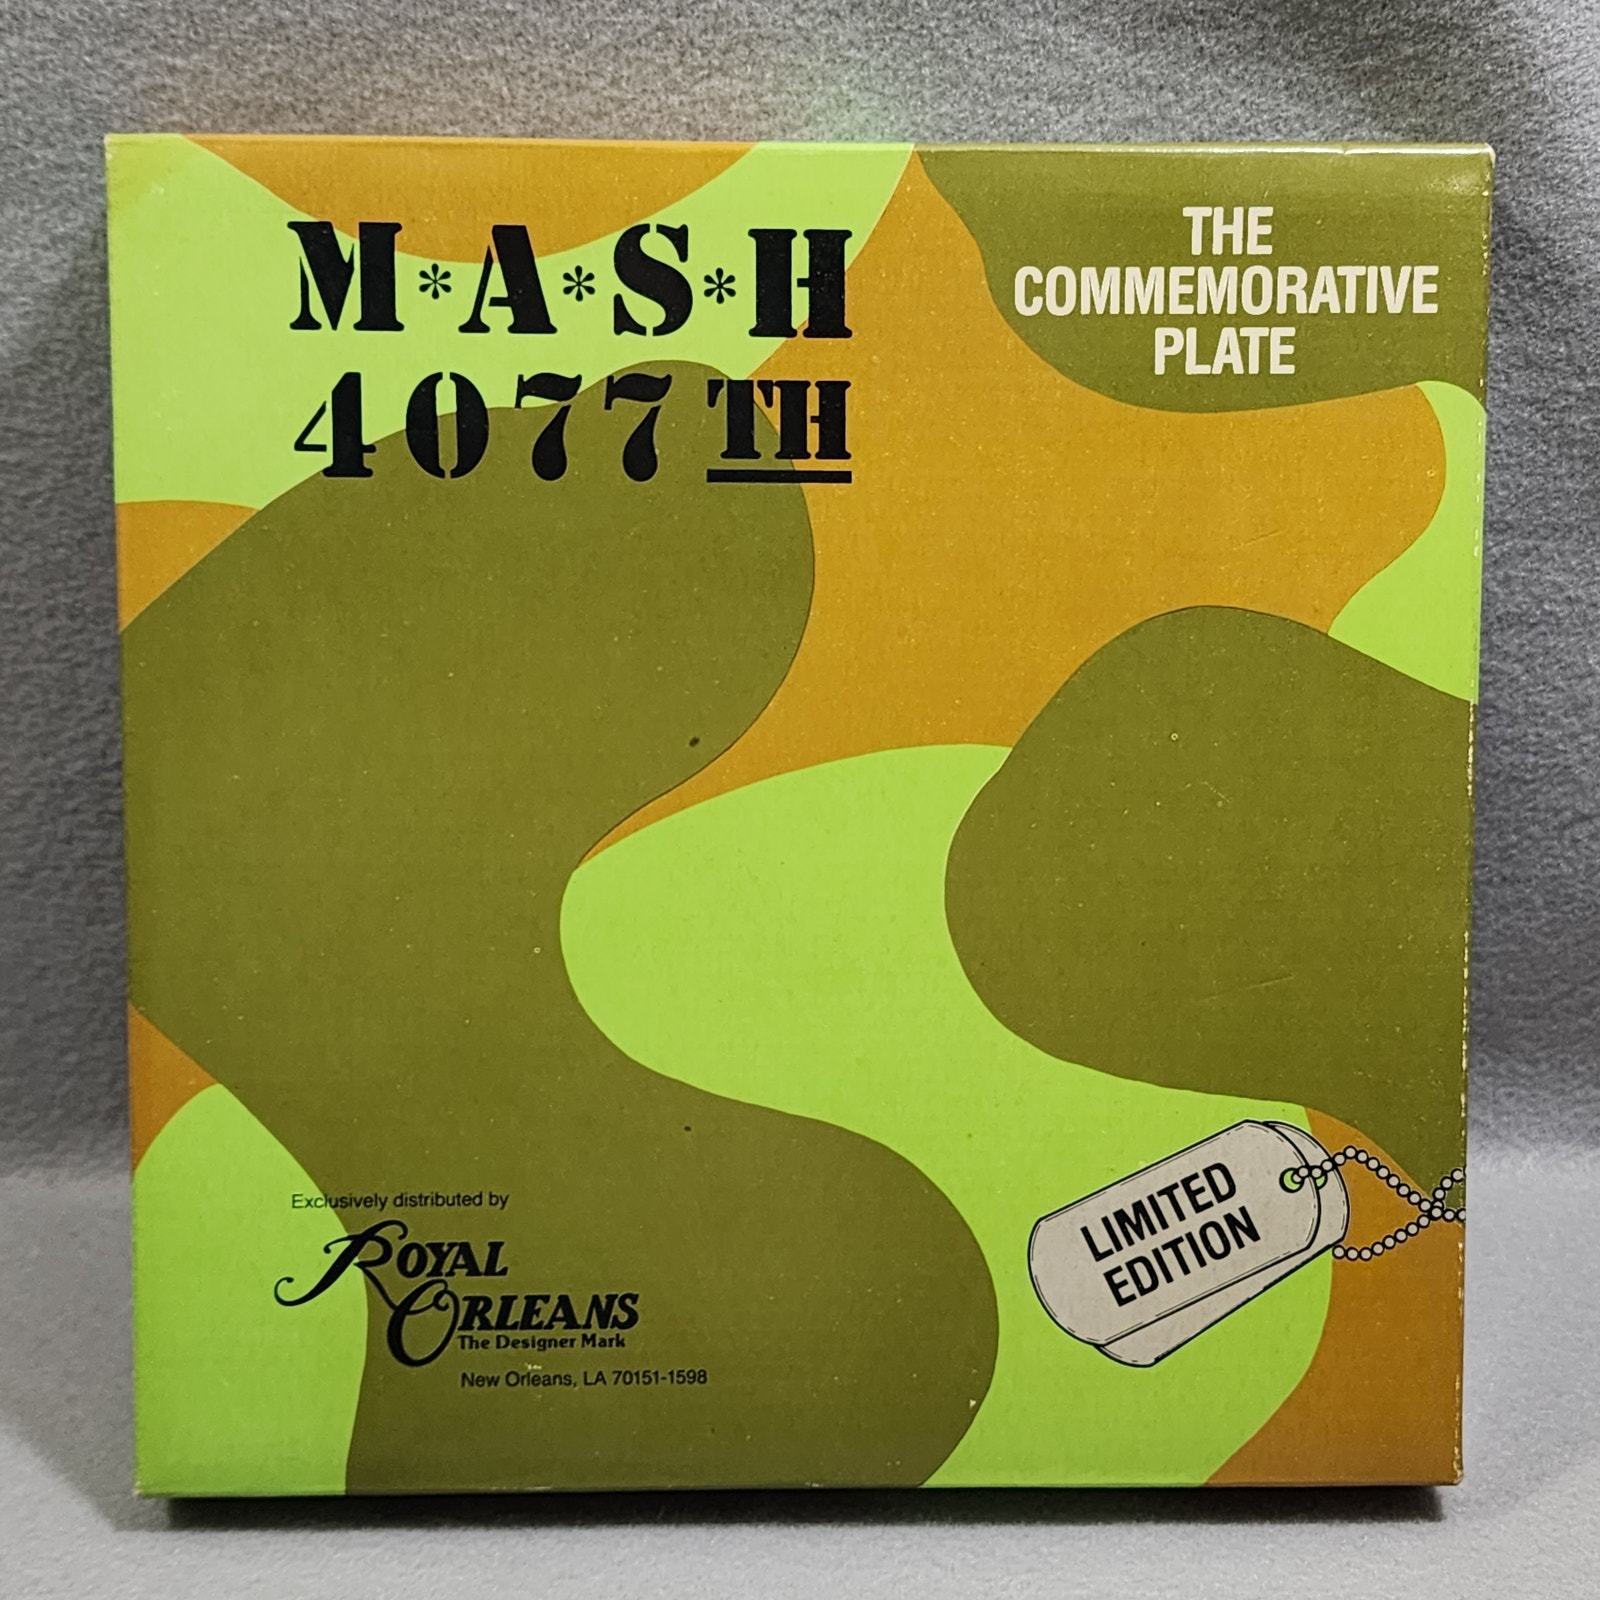 M*A*S*H
4077TH
THE
COMMEMORATIVE
PLATE
Exclusively distributed by
ROYAL
ORLEANS
The Designer Mark
New Orleans, LA 70151-1598
LIMITED
EDITION